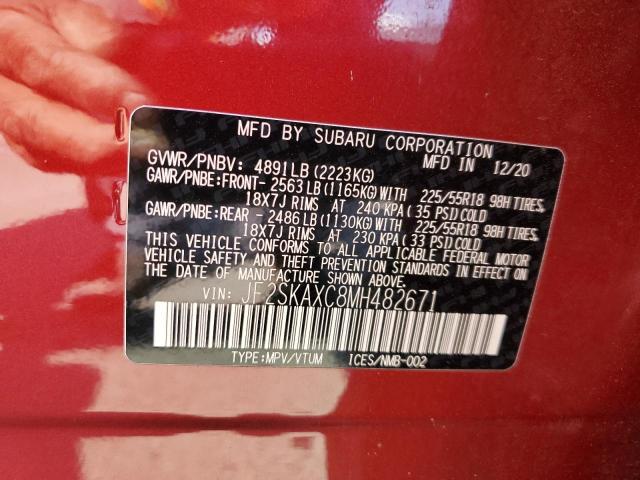 MFD BY SUBARU CORPORATION
MFD IN 12/20
GVWR/PNBV: 4891LB (2223KG)
GAWR/PNBE:FRONT- 2563LB(1165KG)WITH 225/55R18 98H TIRES,
18X7J RIMS AT 240 KPA( 35 PSI)COLD
GAWR/PNBE:REAR - 2486LB(1130KG)WITH 225/55R18 98H TIRES,
18X7J RIMS AT 230 KPA( 33 PSI)COLD
THIS VEHICLE CONFORMS TO ALL APPLICABLE FEDERAL MOTOR
VEHICLE SAFETY AND THEFT PREVENTION STANDARDS IN EFFECT
ON THE DATE OF MANUFACTURE SHOWN ABOVE.
VIN: JF2SKAXC8MH482671
TYPE:MPV/VTUM ICES/NMB-002